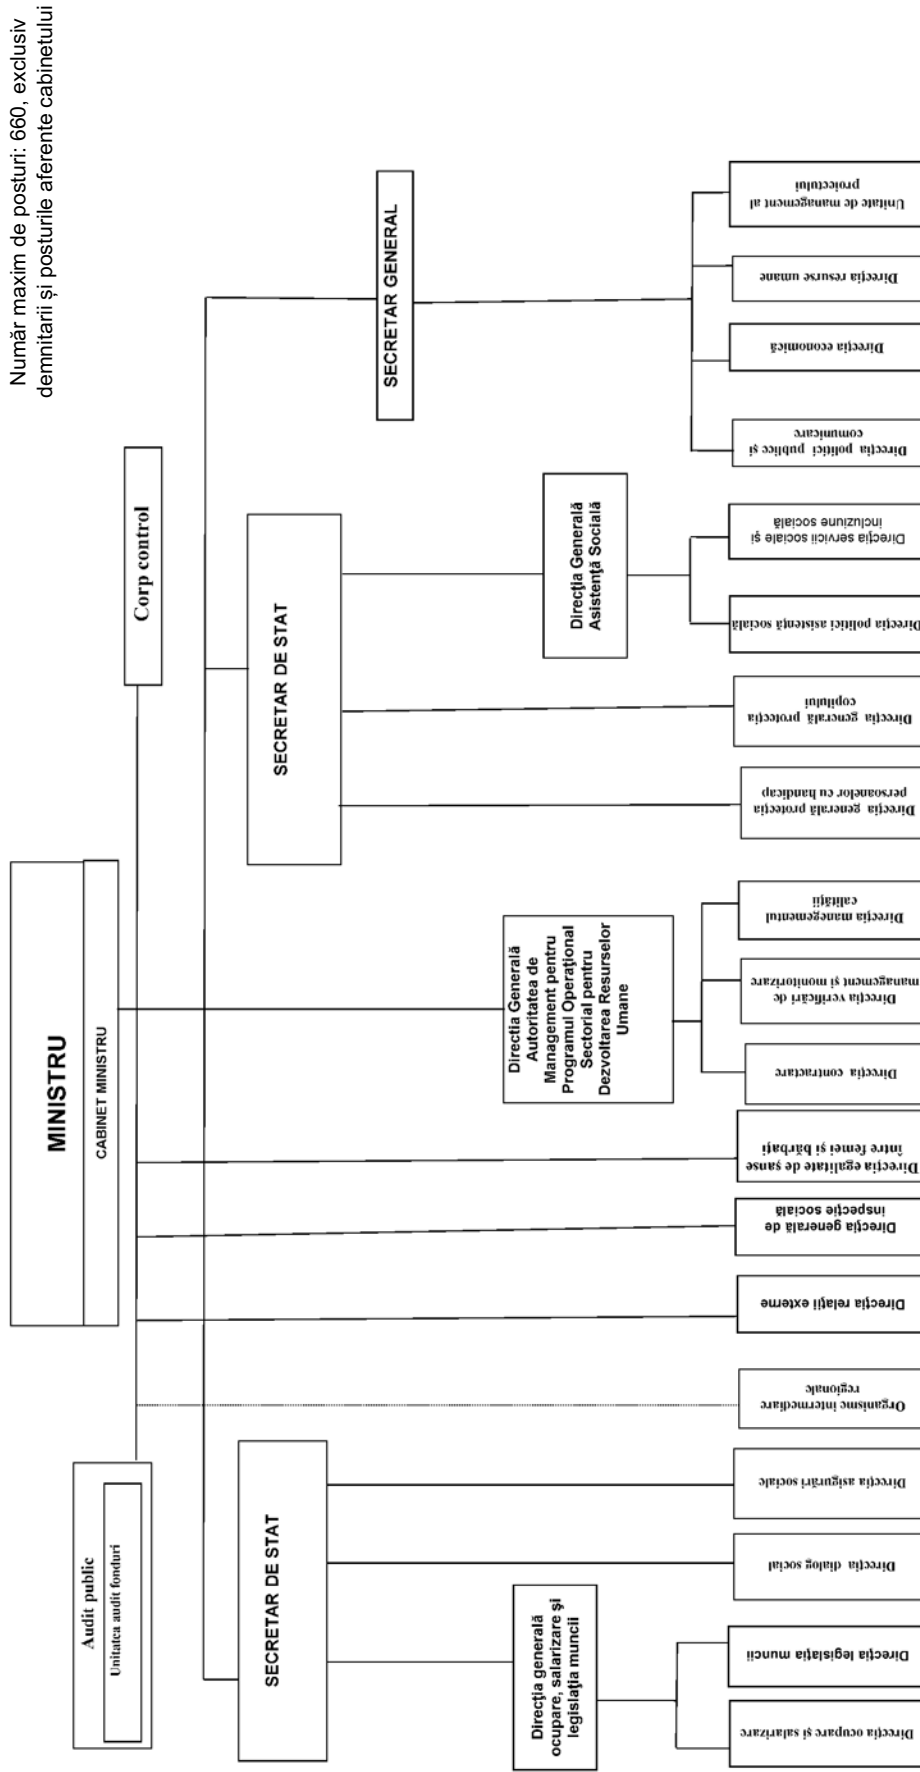 Număr maxim de posturi: 660, exclusiv
demnitarii și posturile aferente cabinetului
MINISTRU
CABINET MINISTRU
Audit public
Unitatea audit fonduri
Corp control
SECRETAR DE STAT
SECRETAR DE STAT
SECRETAR GENERAL
Direcția generală
ocupare, salarizare și
legislația muncii
Directia Generală
Autoritatea de
Management pentru
Programul Operațional
Sectorial pentru
Dezvoltarea Resurselor
Umane
Direcția Generală
Asistență Socială
Direcția ocupare și salarizare
Direcția legislația muncii
Direcția dialog social
Direcția asigurări sociale
Organisme intermediare
regionale
Direcția relații externe
Direcția generală de
inspecție socială
Direcția egalitate de șanse
între femei și bărbați
Direcția contractare
Direcția verificări de
management și monitorizare
Direcția managementul
calității
Direcția generală protecția
persoanelor cu handicap
Direcția generală protecția
copilului
Direcția politici asistență socială
Direcția servicii sociale și
incluziune socială
Direcția politici publice și
comunicare
Direcția economică
Direcția resurse umane
Unitate de management al
proiectului